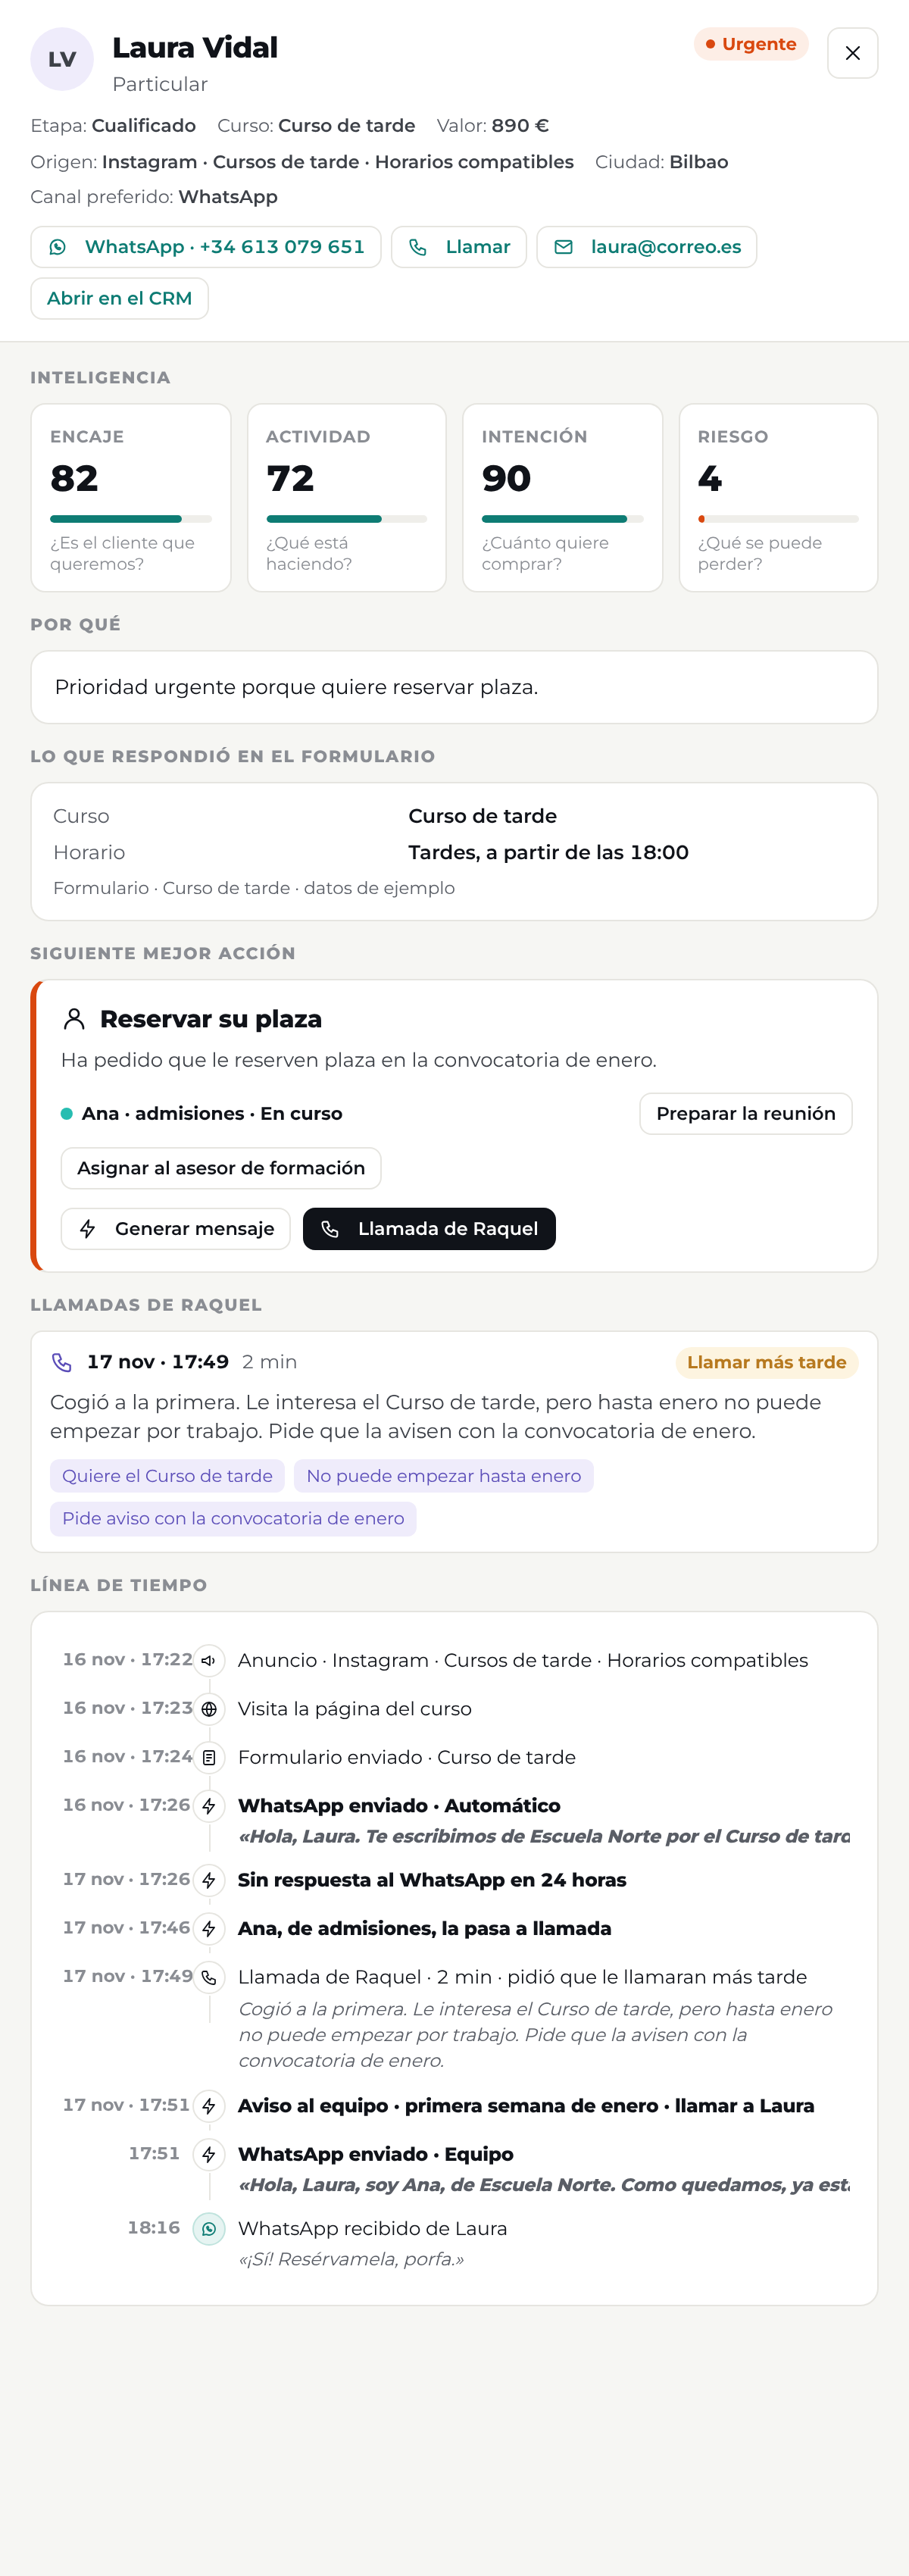 LV
Laura Vidal
Particular
Urgente
Etapa: Cualificado Curso: Curso de tarde Valor: 890 €
Origen: Instagram · Cursos de tarde · Horarios compatibles Ciudad: Bilbao
Canal preferido: WhatsApp
WhatsApp · +34 613 079 651 Llamar laura@correo.es
Abrir en el CRM
INTELIGENCIA
ENCAJE
82
¿Es el cliente que
queremos?
ACTIVIDAD
72
¿Qué está
haciendo?
INTENCIÓN
90
¿Cuánto quiere
comprar?
RIESGO
4
¿Qué se puede
perder?
POR QUÉ
Prioridad urgente porque quiere reservar plaza.
LO QUE RESPONDIÓ EN EL FORMULARIO
Curso Curso de tarde
Horario Tardes, a partir de las 18:00
Formulario · Curso de tarde · datos de ejemplo
SIGUIENTE MEJOR ACCIÓN
Reservar su plaza
Ha pedido que le reserven plaza en la convocatoria de enero.
Ana · admisiones · En curso Preparar la reunión
Asignar al asesor de formación
Generar mensaje Llamada de Raquel
LLAMADAS DE RAQUEL
17 nov · 17:49 2 min Llamar más tarde
Cogió a la primera. Le interesa el Curso de tarde, pero hasta enero no puede
empezar por trabajo. Pide que la avisen con la convocatoria de enero.
Quiere el Curso de tarde No puede empezar hasta enero
Pide aviso con la convocatoria de enero
LÍNEA DE TIEMPO
16 nov · 17:22 Anuncio · Instagram · Cursos de tarde · Horarios compatibles
16 nov · 17:23 Visita la página del curso
16 nov · 17:24 Formulario enviado · Curso de tarde
16 nov · 17:26 WhatsApp enviado · Automático
«Hola, Laura. Te escribimos de Escuela Norte por el Curso de tard
17 nov · 17:26 Sin respuesta al WhatsApp en 24 horas
17 nov · 17:46 Ana, de admisiones, la pasa a llamada
17 nov · 17:49 Llamada de Raquel · 2 min · pidió que le llamaran más tarde
Cogió a la primera. Le interesa el Curso de tarde, pero hasta enero
no puede empezar por trabajo. Pide que la avisen con la
convocatoria de enero.
17 nov · 17:51 Aviso al equipo · primera semana de enero · llamar a Laura
17:51 WhatsApp enviado · Equipo
«Hola, Laura, soy Ana, de Escuela Norte. Como quedamos, ya est
18:16 WhatsApp recibido de Laura
«¡Sí! Resérvamela, porfa.»